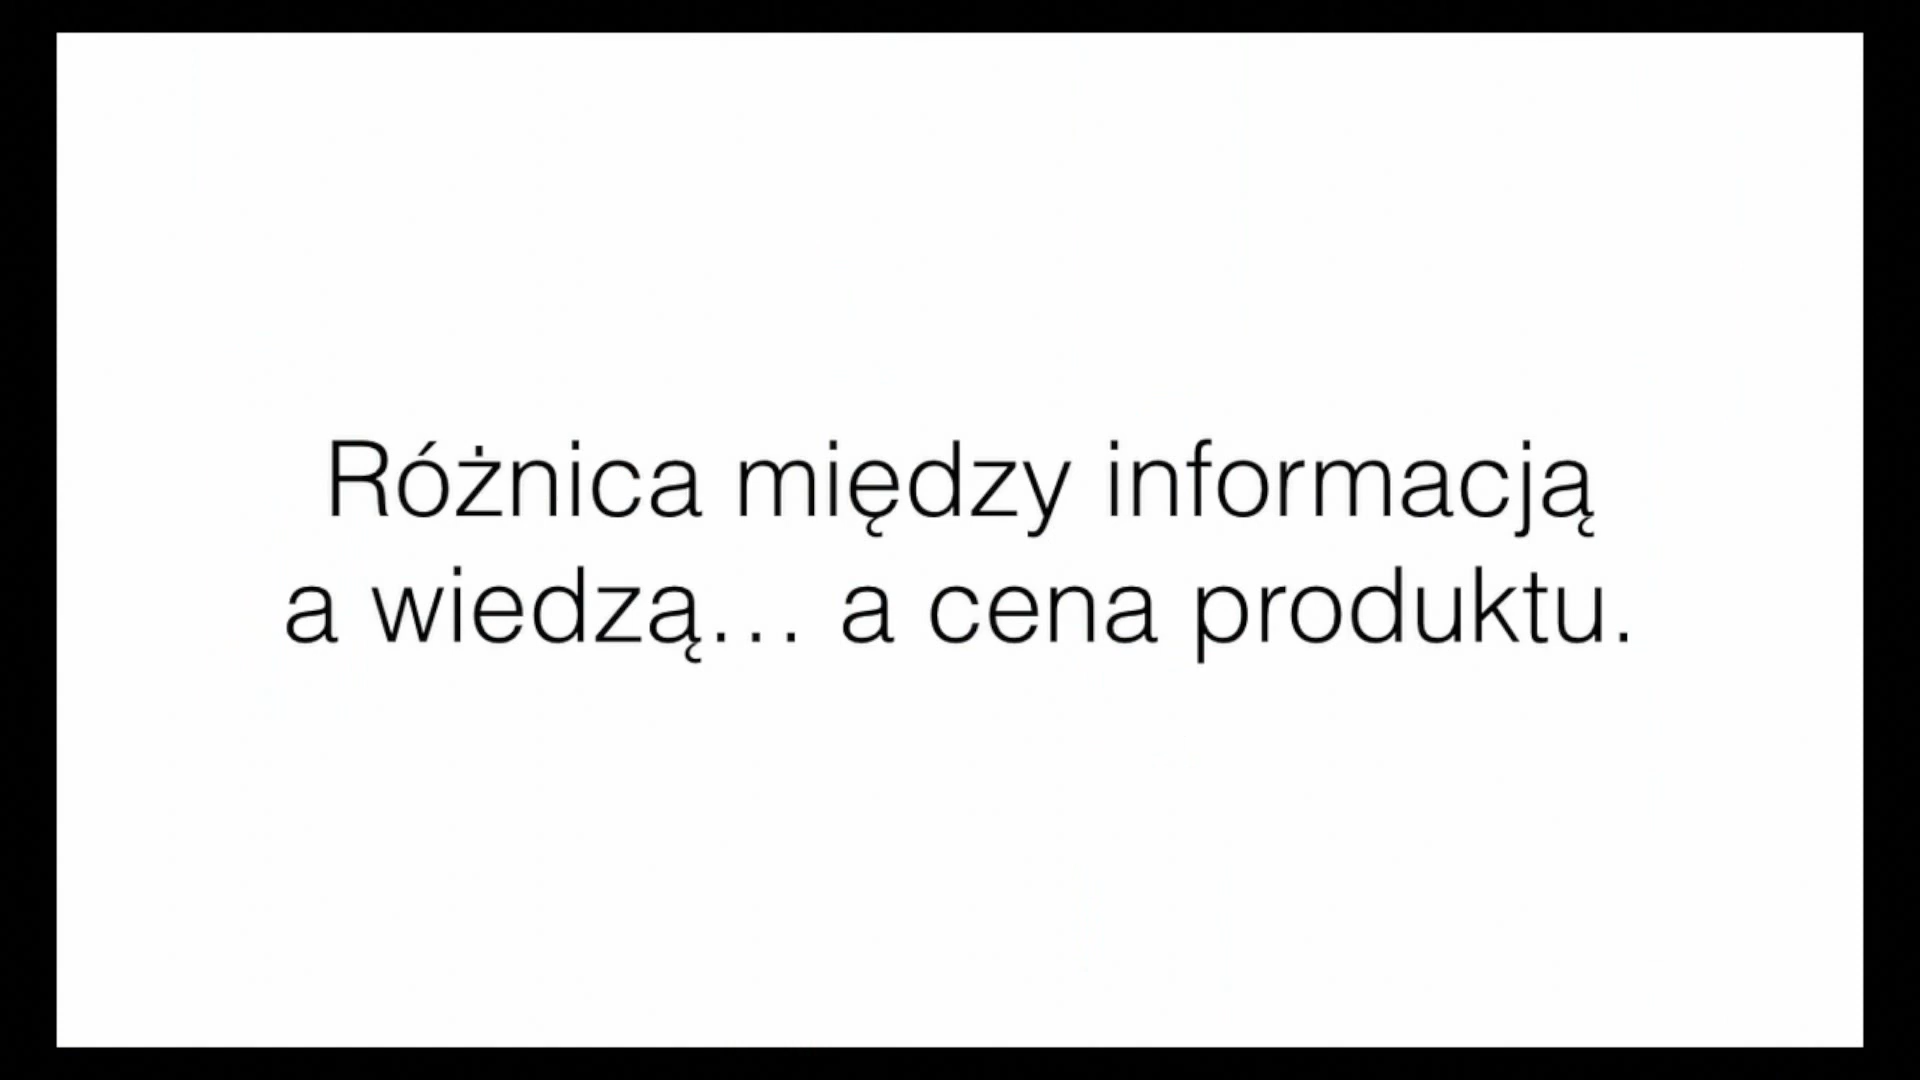 Różnica między informacją
a wiedzą… a cena produktu.